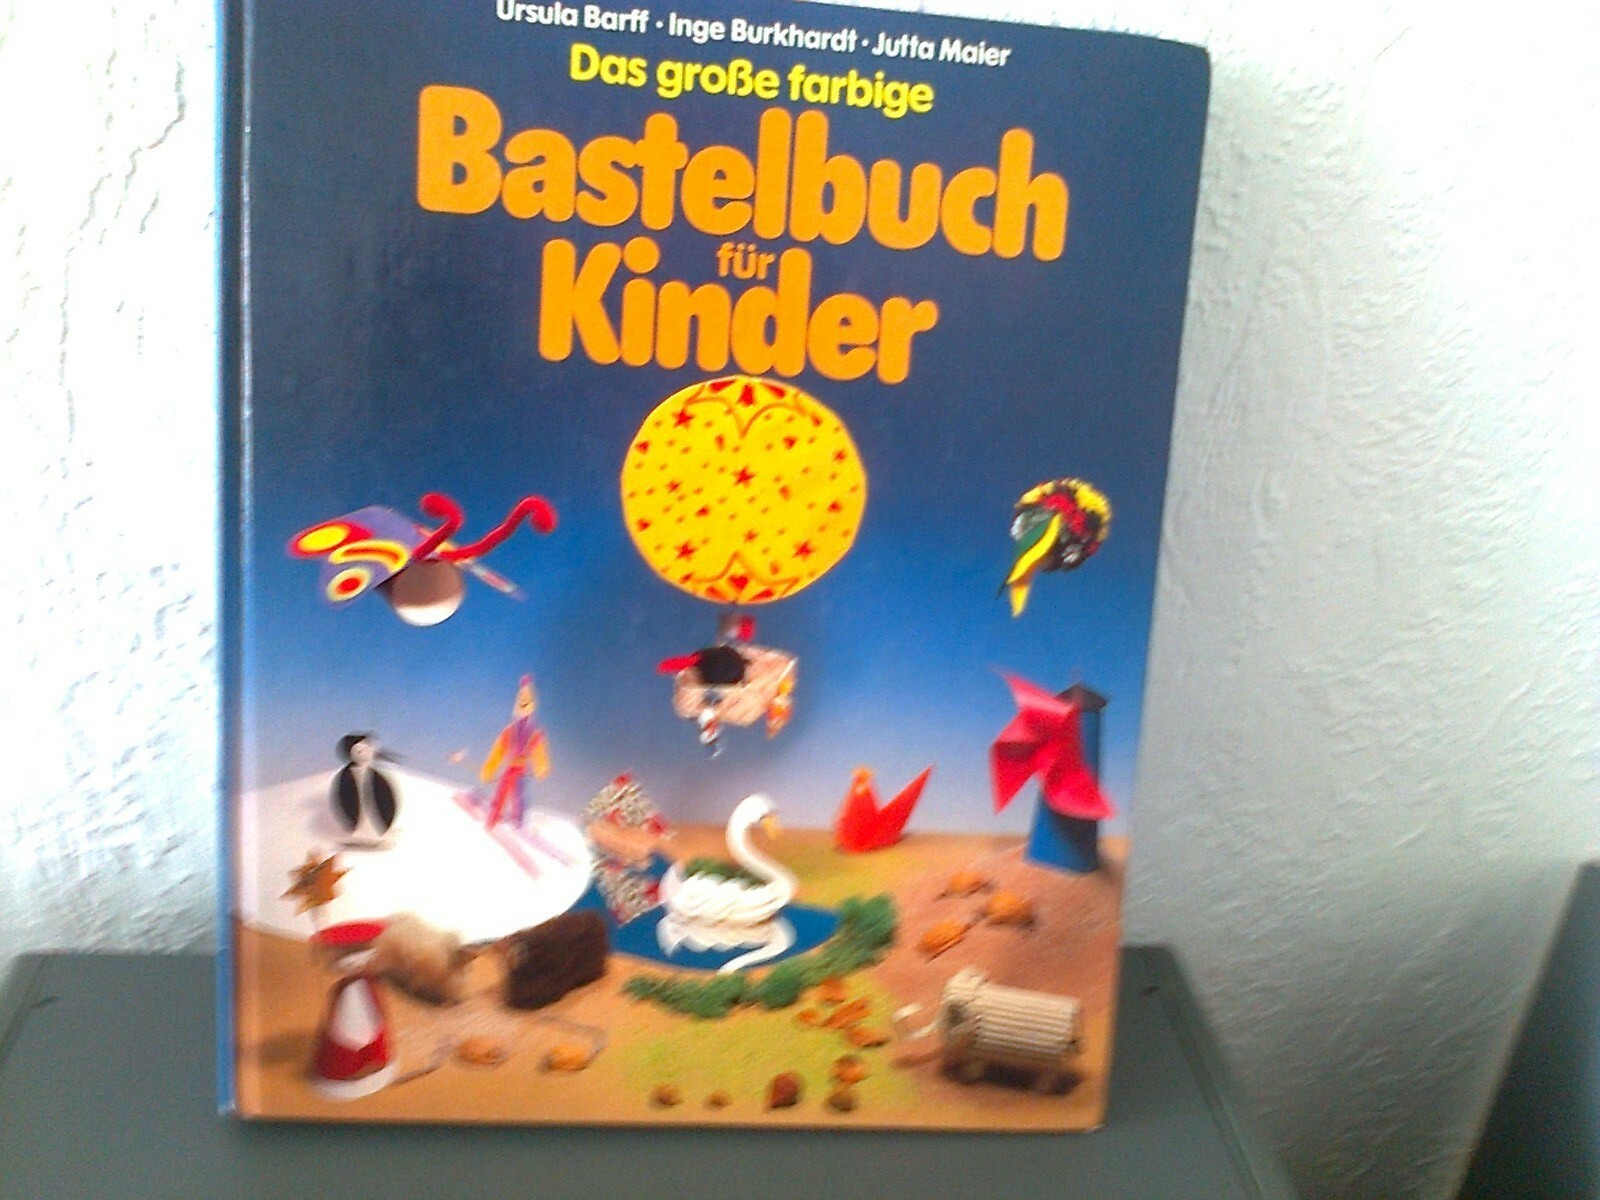 Ursula Barff · Inge Burkhardt · Jutta Maier
Das große farbige
Bastelbuch
für
Kinder